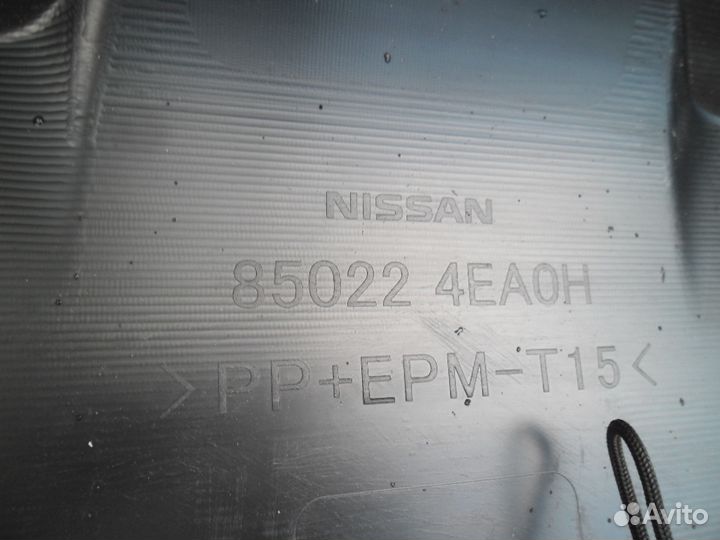 NISSAN
85022 4EA0H
>PP+EPM-T15<
Avito